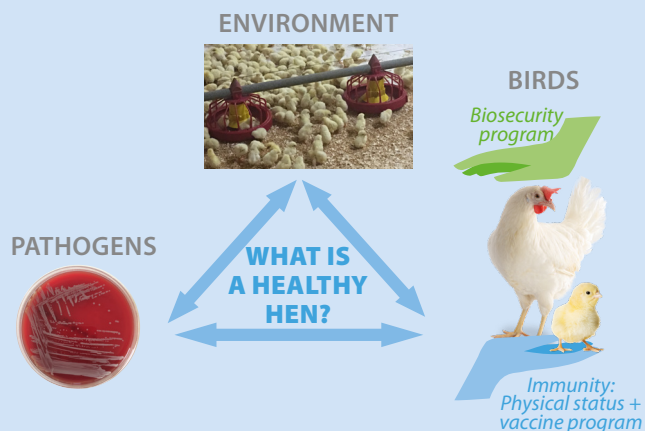 ENVIRONMENT
BIRDS
Biosecurity
program
PATHOGENS
WHAT IS
A HEALTHY
HEN?
Immunity:
Physical status +
vaccine program